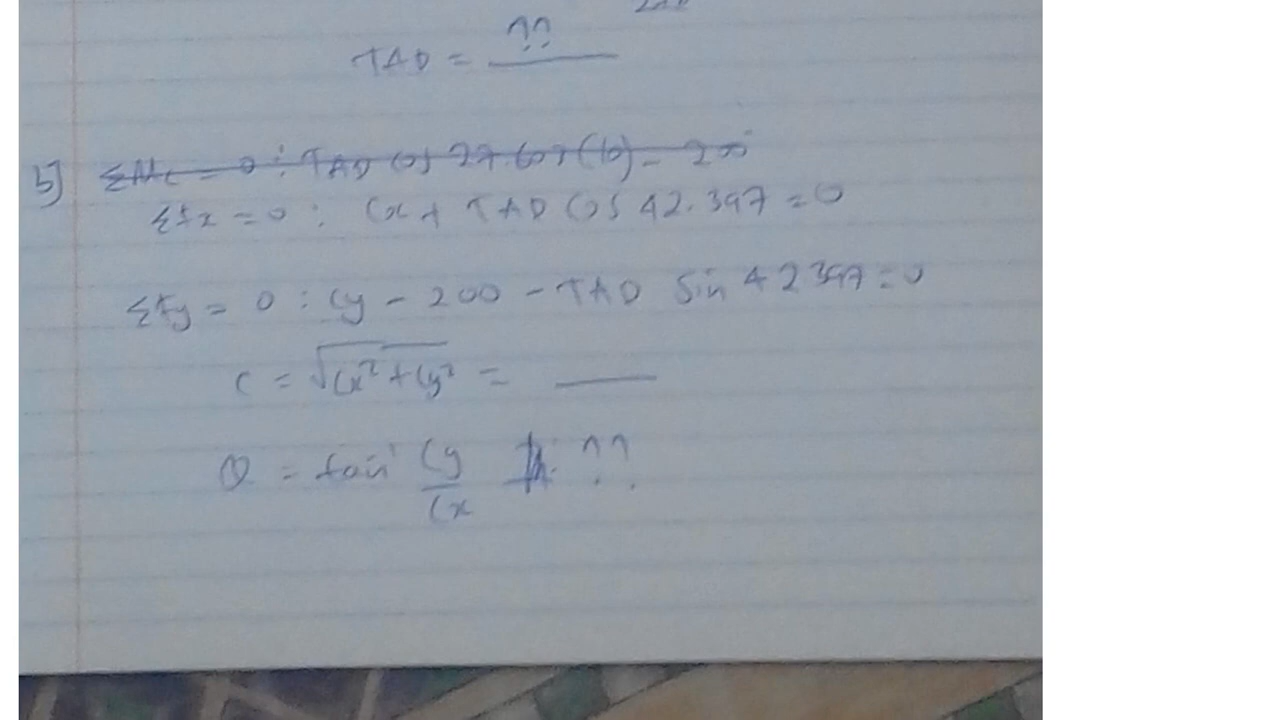 TAD = ??
b] ΣMc = 0 : TAD cos 27.607 (10) - 200
Σfx = 0 : Cx + TAD Cos 42.397 = 0
Σfy = 0 : Cy - 200 - TAD Sin 42 397 = 0
C = √Cx² + Cy² =
θ = tan⁻¹ Cy/Cx ??